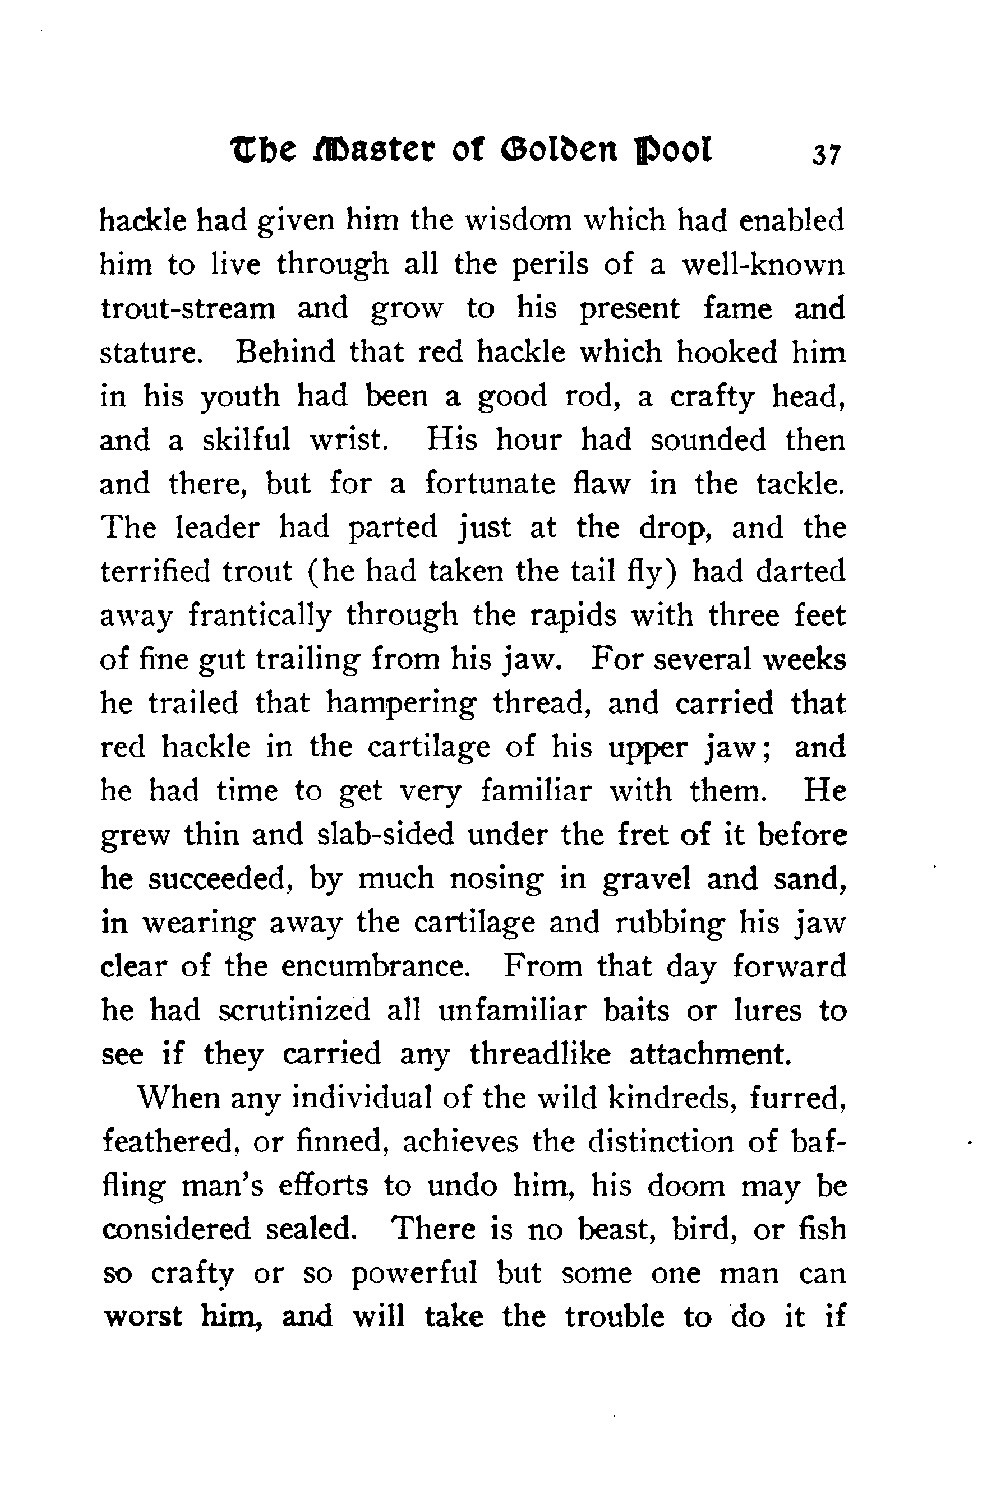 The Master of Golden Pool 37
hackle had given him the wisdom which had enabled
him to live through all the perils of a well-known
trout-stream and grow to his present fame and
stature. Behind that red hackle which hooked him
in his youth had been a good rod, a crafty head,
and a skilful wrist. His hour had sounded then
and there, but for a fortunate flaw in the tackle.
The leader had parted just at the drop, and the
terrified trout (he had taken the tail fly) had darted
away frantically through the rapids with three feet
of fine gut trailing from his jaw. For several weeks
he trailed that hampering thread, and carried that
red hackle in the cartilage of his upper jaw; and
he had time to get very familiar with them. He
grew thin and slab-sided under the fret of it before
he succeeded, by much nosing in gravel and sand,
in wearing away the cartilage and rubbing his jaw
clear of the encumbrance. From that day forward
he had scrutinized all unfamiliar baits or lures to
see if they carried any threadlike attachment.
When any individual of the wild kindreds, furred,
feathered, or finned, achieves the distinction of baf-
fling man's efforts to undo him, his doom may be
considered sealed. There is no beast, bird, or fish
so crafty or so powerful but some one man can
worst him, and will take the trouble to do it if